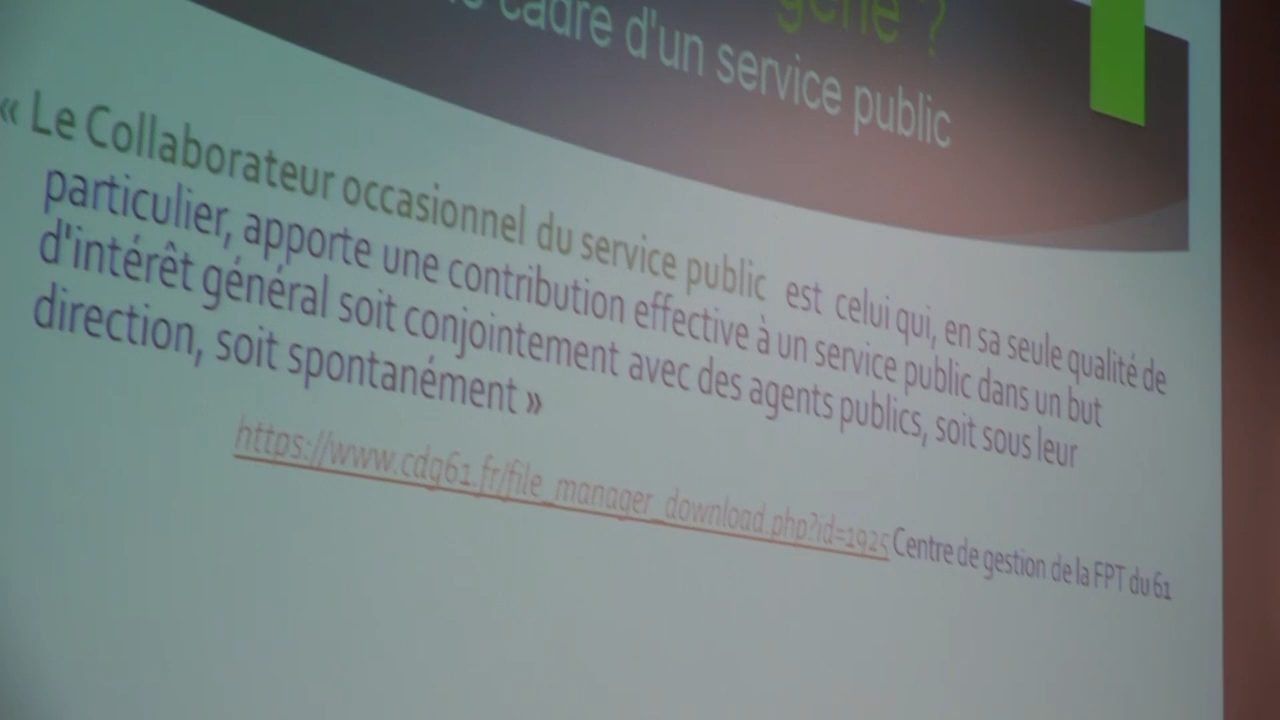 gène ?
cadre d'un service public
« Le Collaborateur occasionnel du service public est celui qui, en sa seule qualité de
particulier, apporte une contribution effective à un service public dans un but
d'intérêt général soit conjointement avec des agents publics, soit sous leur
direction, soit spontanément »
https://www.cdg61.fr/file_manager_download.php?id=1925 Centre de gestion de la FPT du 61